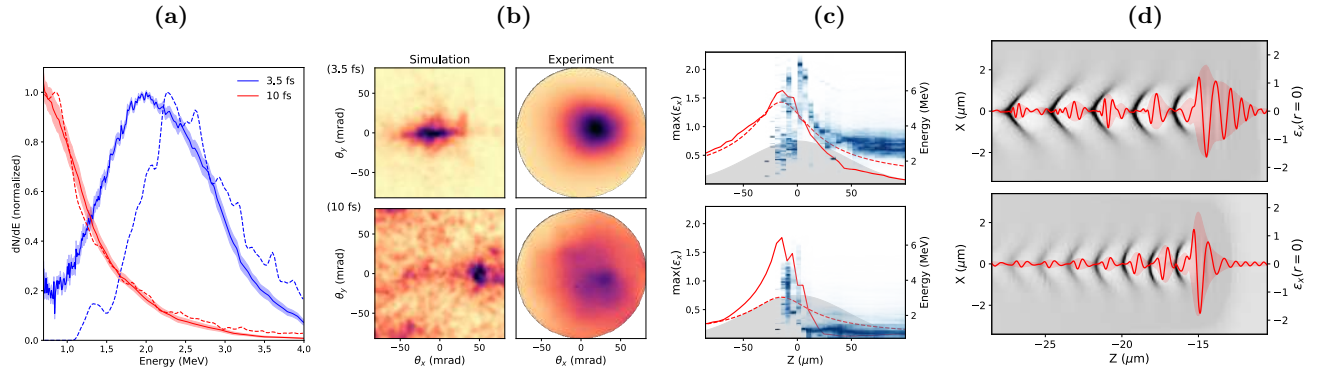 (a)
(b)
(c)
(d)
dN/dE (normalized)
1.0
0.8
0.6
0.4
0.2
0.0
3.5 fs
10 fs
1.0 1.5 2.0 2.5 3.0 3.5 4.0
Energy (MeV)
Simulation
Experiment
(3.5 fs)
θy (mrad)
50
0
−50
(10 fs)
θy (mrad)
50
0
−50
−50 0 50
θx (mrad)
−50 0 50
θx (mrad)
max(εx)
2.0
1.5
1.0
0.5
−50 0 50
6
4
2
Energy (MeV)
max(εx)
2.0
1.5
1.0
0.5
6
4
2
Energy (MeV)
−50 0 50
Z (μm)
X (μm)
2
0
−2
2
1
0
−1
−2
εx(r = 0)
X (μm)
2
0
−2
2
1
0
−1
−2
εx(r = 0)
−25 −20 −15
Z (μm)